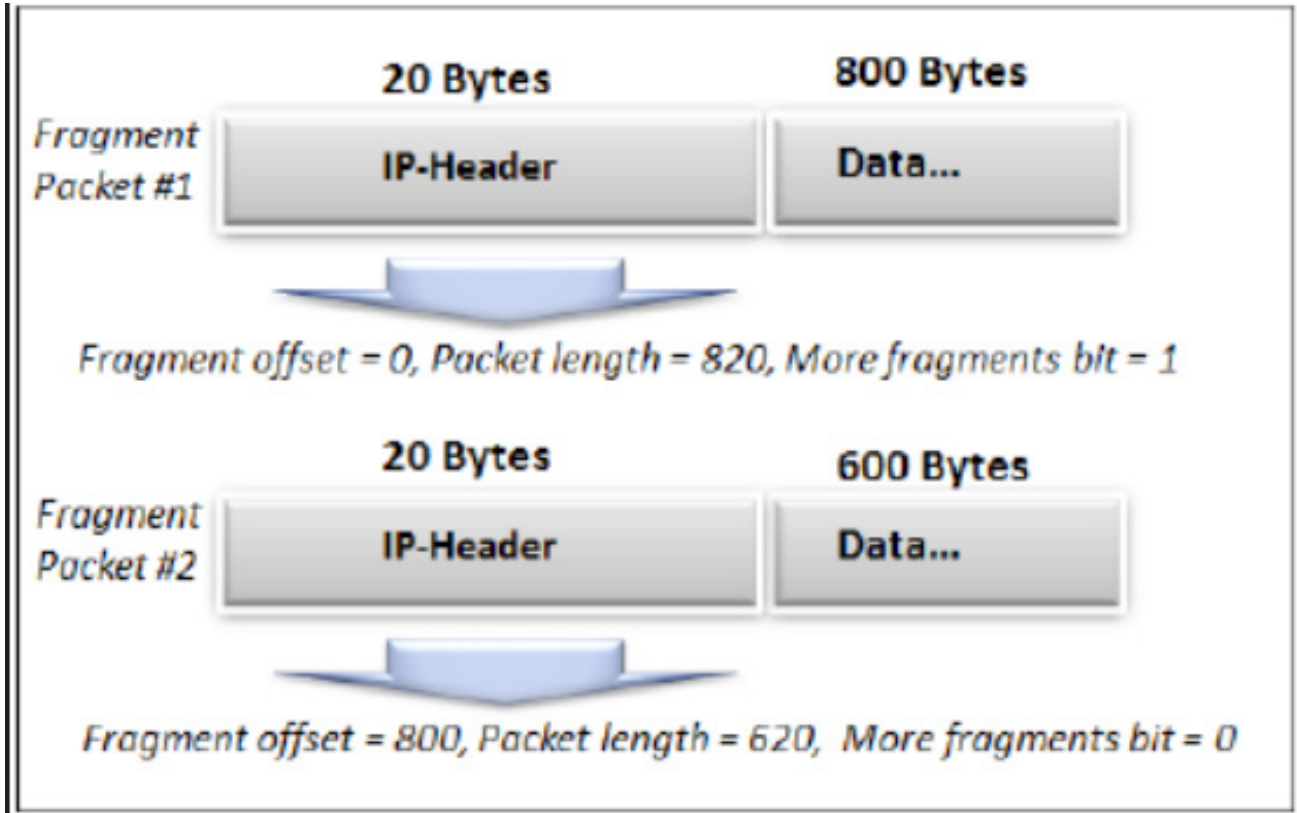 20 Bytes
800 Bytes
Fragment
Packet #1
IP-Header
Data...
Fragment offset = 0, Packet length = 820, More fragments bit = 1
20 Bytes
600 Bytes
Fragment
Packet #2
IP-Header
Data...
Fragment offset = 800, Packet length = 620, More fragments bit = 0